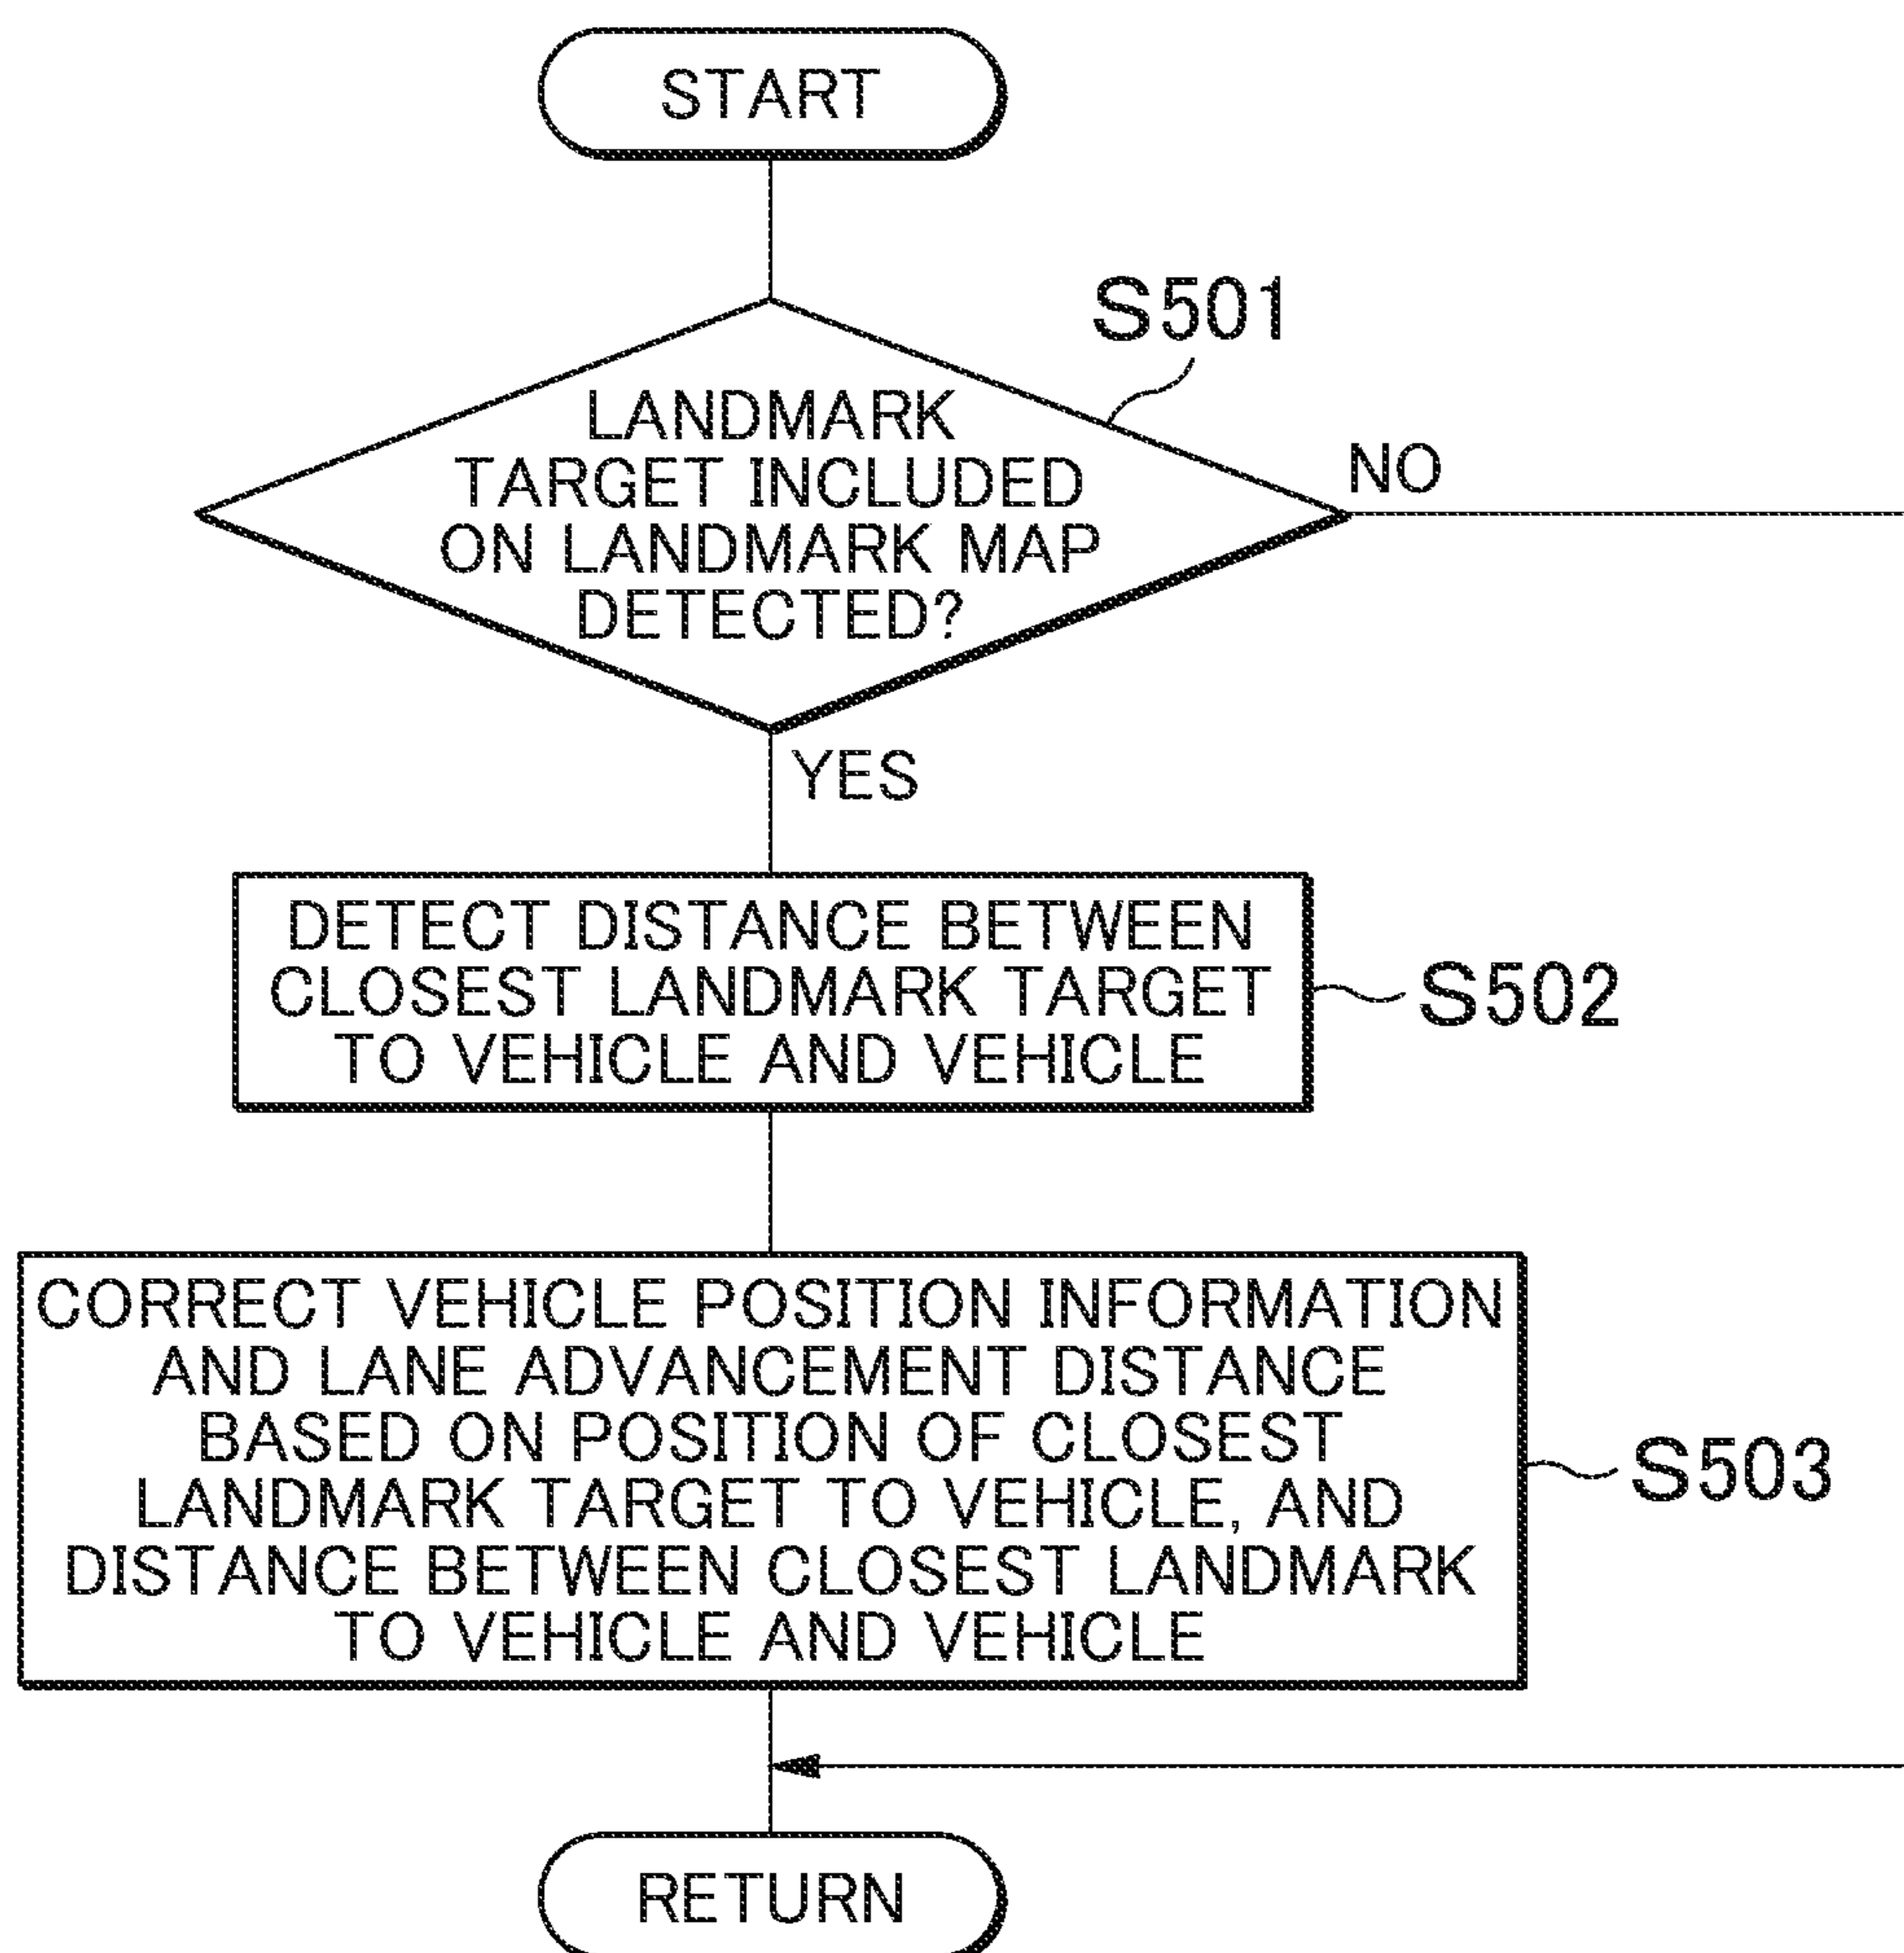 START
S501
LANDMARK
TARGET INCLUDED
ON LANDMARK MAP
DETECTED?
NO
YES
DETECT DISTANCE BETWEEN
CLOSEST LANDMARK TARGET
TO VEHICLE AND VEHICLE
S502
CORRECT VEHICLE POSITION INFORMATION
AND LANE ADVANCEMENT DISTANCE
BASED ON POSITION OF CLOSEST
LANDMARK TARGET TO VEHICLE, AND
DISTANCE BETWEEN CLOSEST LANDMARK
TO VEHICLE AND VEHICLE
S503
RETURN